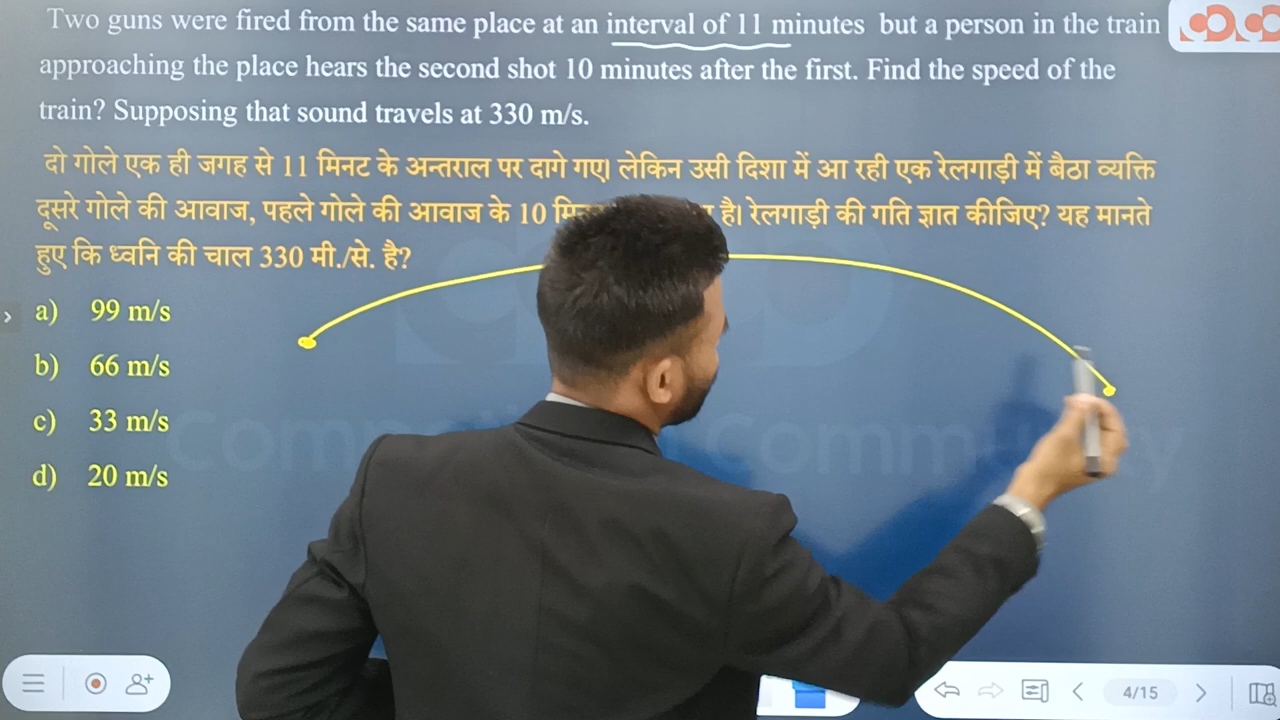 Two guns were fired from the same place at an interval of 11 minutes but a person in the train
approaching the place hears the second shot 10 minutes after the first. Find the speed of the
train? Supposing that sound travels at 330 m/s.
दो गोले एक ही जगह से 11 मिनट के अन्तराल पर दागे गए। लेकिन उसी दिशा में आ रही एक रेलगाड़ी में बैठा व्यक्ति
दूसरे गोले की आवाज, पहले गोले की आवाज के 10 है। रेलगाड़ी की गति ज्ञात कीजिए? यह मानते
हुए कि ध्वनि की चाल 330 मी./से. है?
a) 99 m/s
b) 66 m/s
c) 33 m/s
d) 20 m/s
4/15